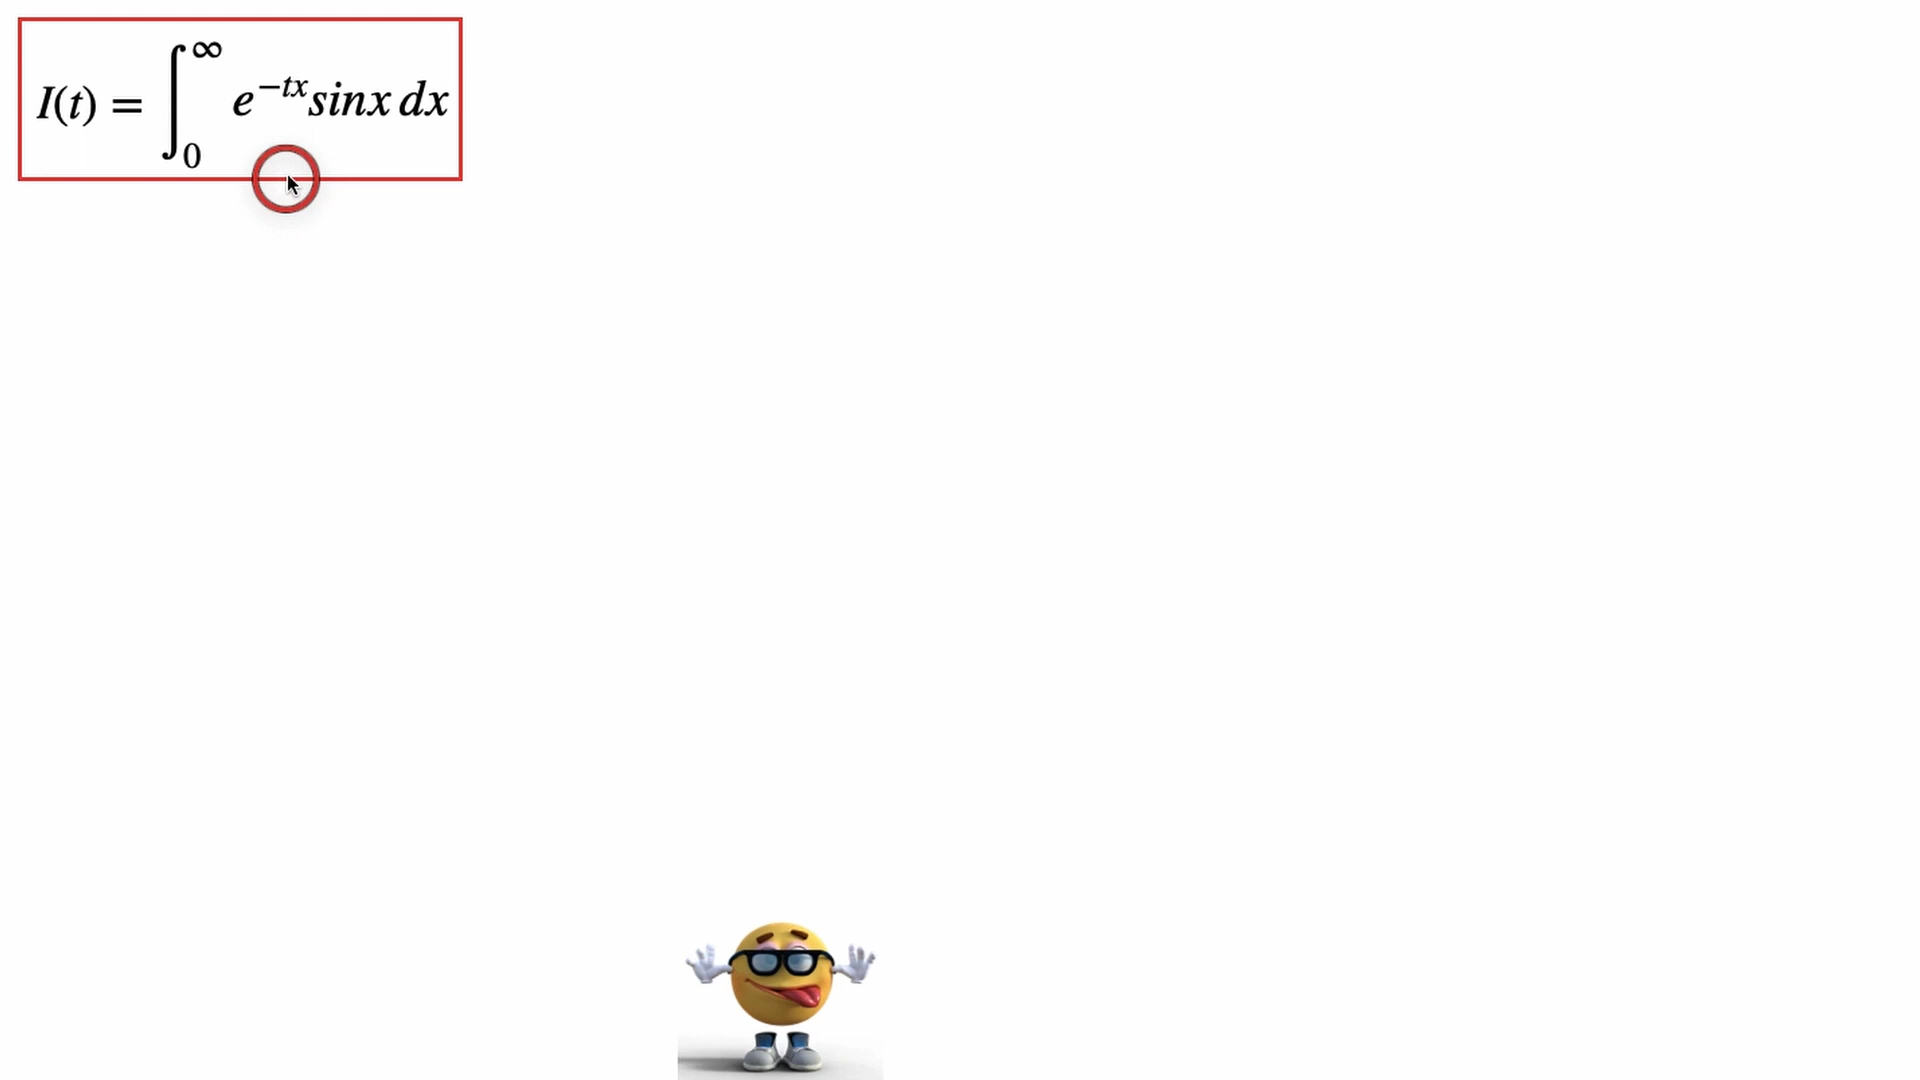 I(t) = ∫₀^∞ e^{-tx} sinx dx